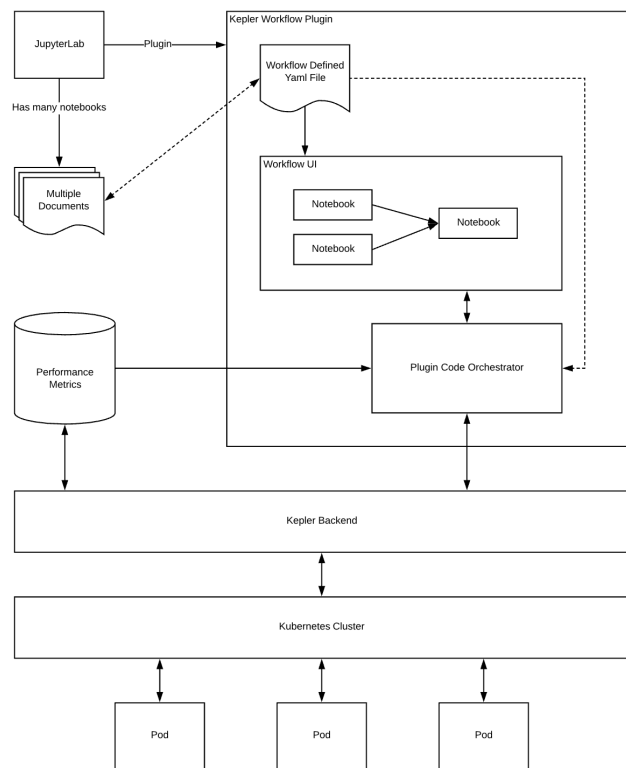 Kepler Workflow Plugin
JupyterLab
Plugin
Workflow Defined
Yaml File
Has many notebooks
Workflow UI
Multiple
Documents
Notebook
Notebook
Notebook
Performance
Metrics
Plugin Code Orchestrator
Kepler Backend
Kubernetes Cluster
Pod
Pod
Pod